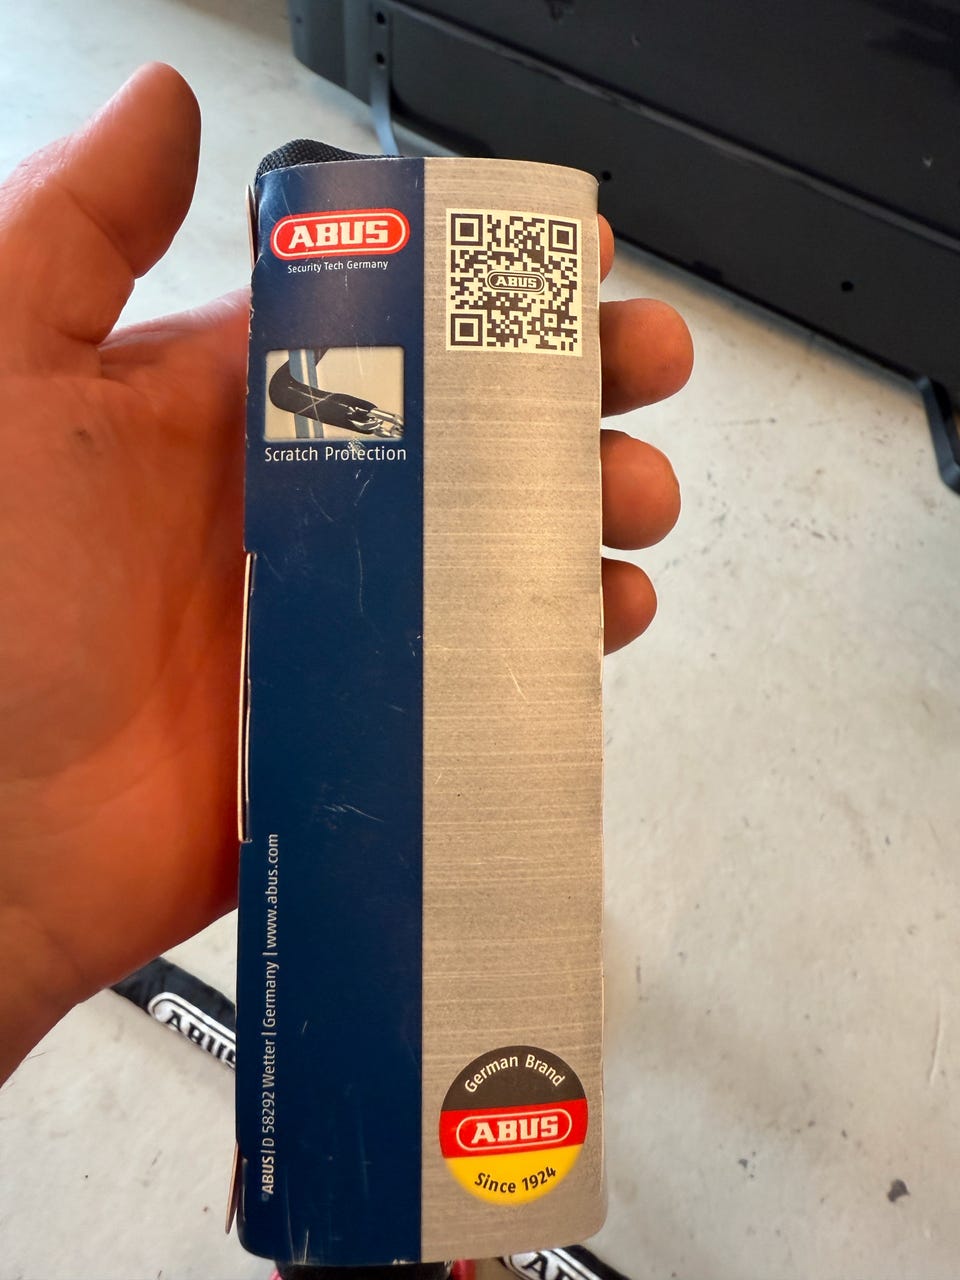 ABUS
Security Tech Germany
ABUS
Scratch Protection
ABUS | D 58292 Wetter | Germany | www.abus.com
ABUS
German Brand
ABUS
Since 1924